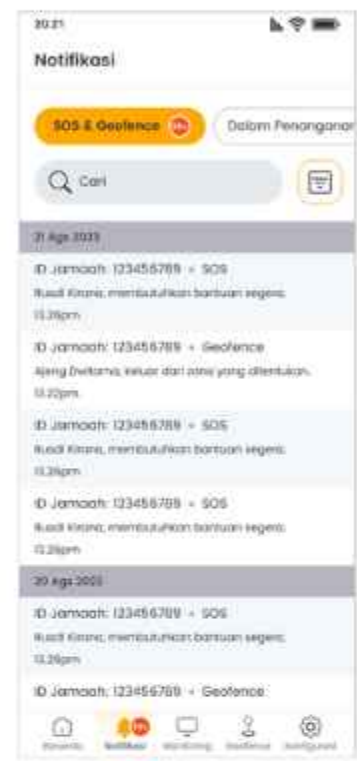 20:21
Notifikasi
SOS & Geofence 99+
Dalam Penanganan
Cari
21 Ags 2023
ID Jamaah: 123456789 • SOS
Rusdi Kirana, membutuhkan bantuan segera.
13.26pm
ID Jamaah: 123456789 • Geofence
Ajeng Dwitama, keluar dari zona yang ditentukan.
13.22pm
ID Jamaah: 123456789 • SOS
Rusdi Kirana, membutuhkan bantuan segera.
13.26pm
ID Jamaah: 123456789 • SOS
Rusdi Kirana, membutuhkan bantuan segera.
13.26pm
20 Ags 2023
ID Jamaah: 123456789 • SOS
Rusdi Kirana, membutuhkan bantuan segera.
13.26pm
ID Jamaah: 123456789 • Geofence
Beranda Notifikasi Monitoring Geofence Konfigurasi